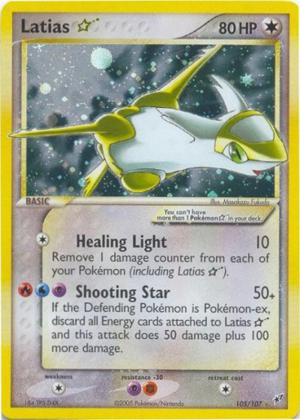 Latias ☆ 80 HP
Illus. Masakazu Fukuda
BASIC
You can't have
more than 1 Pokémon ☆ in your deck.
Healing Light 10
Remove 1 damage counter from each of
your Pokémon (including Latias ☆).
Shooting Star 50+
If the Defending Pokémon is Pokémon-ex,
discard all Energy cards attached to Latias ☆
and this attack does 50 damage plus 100
more damage.
weakness resistance -30 retreat cost
©2005 Pokémon/Nintendo 105/107